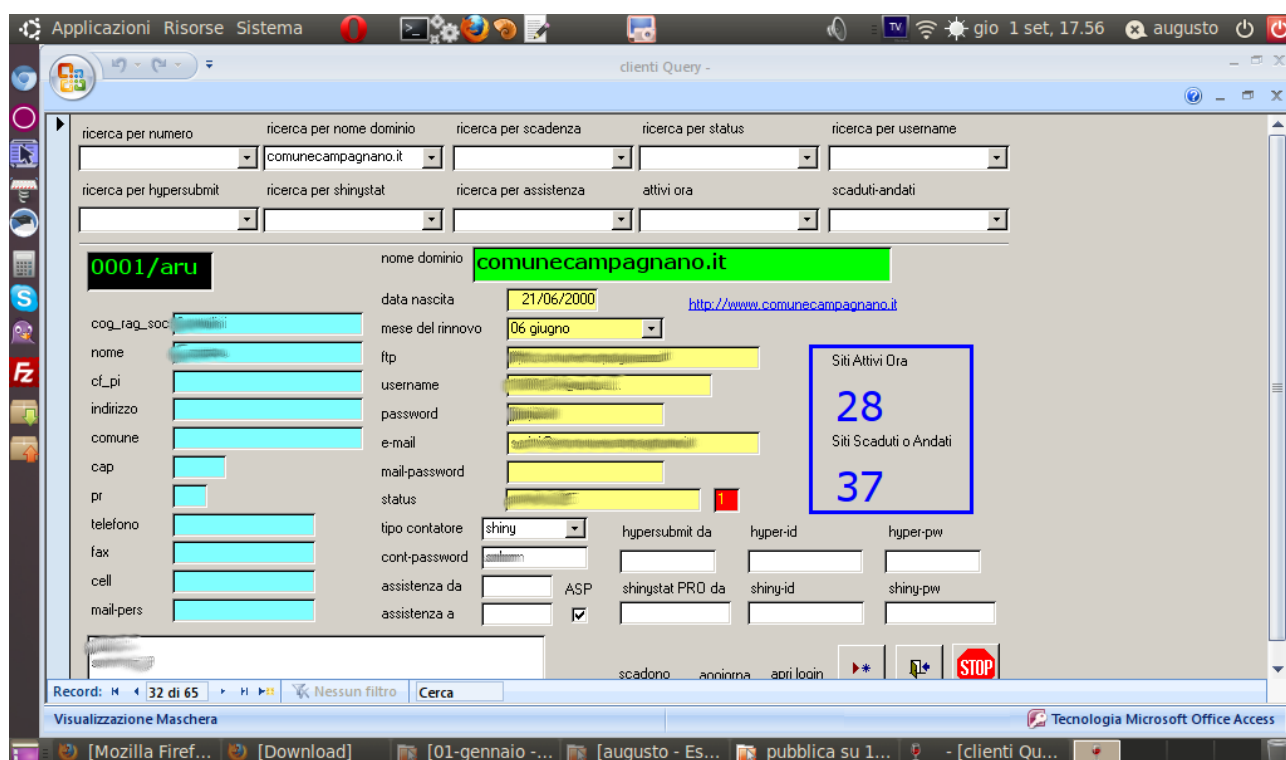 Applicazioni Risorse Sistema
TV
gio 1 set, 17.56
augusto
clienti Query -
ricerca per numero
ricerca per nome dominio
ricerca per scadenza
ricerca per status
ricerca per username
comunecampagnano.it
ricerca per hypersubmit
ricerca per shinystat
ricerca per assistenza
attivi ora
scaduti-andati
0001/aru
nome dominio
comunecampagnano.it
data nascita
21/06/2000
http://www.comunecampagnano.it
cog_rag_soc
mese del rinnovo
06 giugno
nome
ftp
Siti Attivi Ora
cf_pi
username
28
indirizzo
password
comune
e-mail
Siti Scaduti o Andati
cap
mail-password
37
pr
status
1
telefono
tipo contatore
shiny
hypersubmit da
hyper-id
hyper-pw
fax
cont-password
cell
assistenza da
ASP
shinystat PRO da
shiny-id
shiny-pw
mail-pers
assistenza a
scadono
aggiorna
apri login
STOP
Record:
32 di 65
Nessun filtro
Cerca
Visualizzazione Maschera
Tecnologia Microsoft Office Access
[Mozilla Firef...
[Download]
[01-gennaio -...
[augusto - Es...
pubblica su 1...
- [clienti Qu...